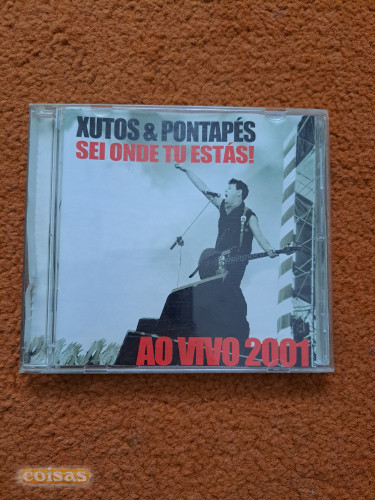 XUTOS & PONTAPÉS
SEI ONDE TU ESTÁS!
AO VIVO 2001
coisas